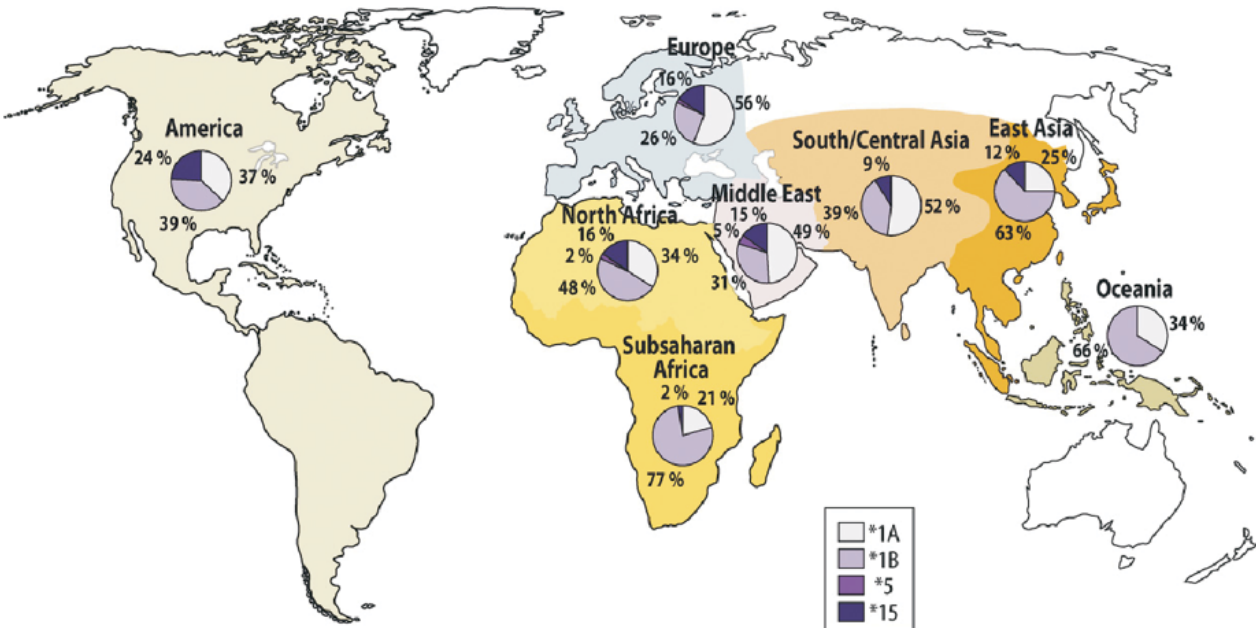 America
24 %
37 %
39 %
Europe
16 %
56 %
26 %
South/Central Asia
9 %
39 %
52 %
East Asia
12 %
25 %
63 %
Middle East
15 %
5 %
49 %
31 %
North Africa
16 %
2 %
34 %
48 %
Subsaharan
Africa
2 %
21 %
77 %
Oceania
34 %
66 %
*1A
*1B
*5
*15